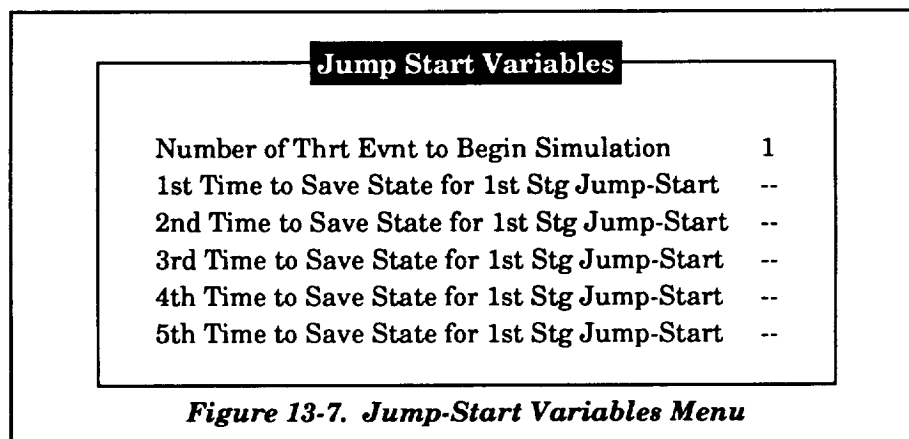 Jump Start Variables
Number of Thrt Evnt to Begin Simulation 1
1st Time to Save State for 1st Stg Jump-Start --
2nd Time to Save State for 1st Stg Jump-Start --
3rd Time to Save State for 1st Stg Jump-Start --
4th Time to Save State for 1st Stg Jump-Start --
5th Time to Save State for 1st Stg Jump-Start --
Figure 13-7. Jump-Start Variables Menu